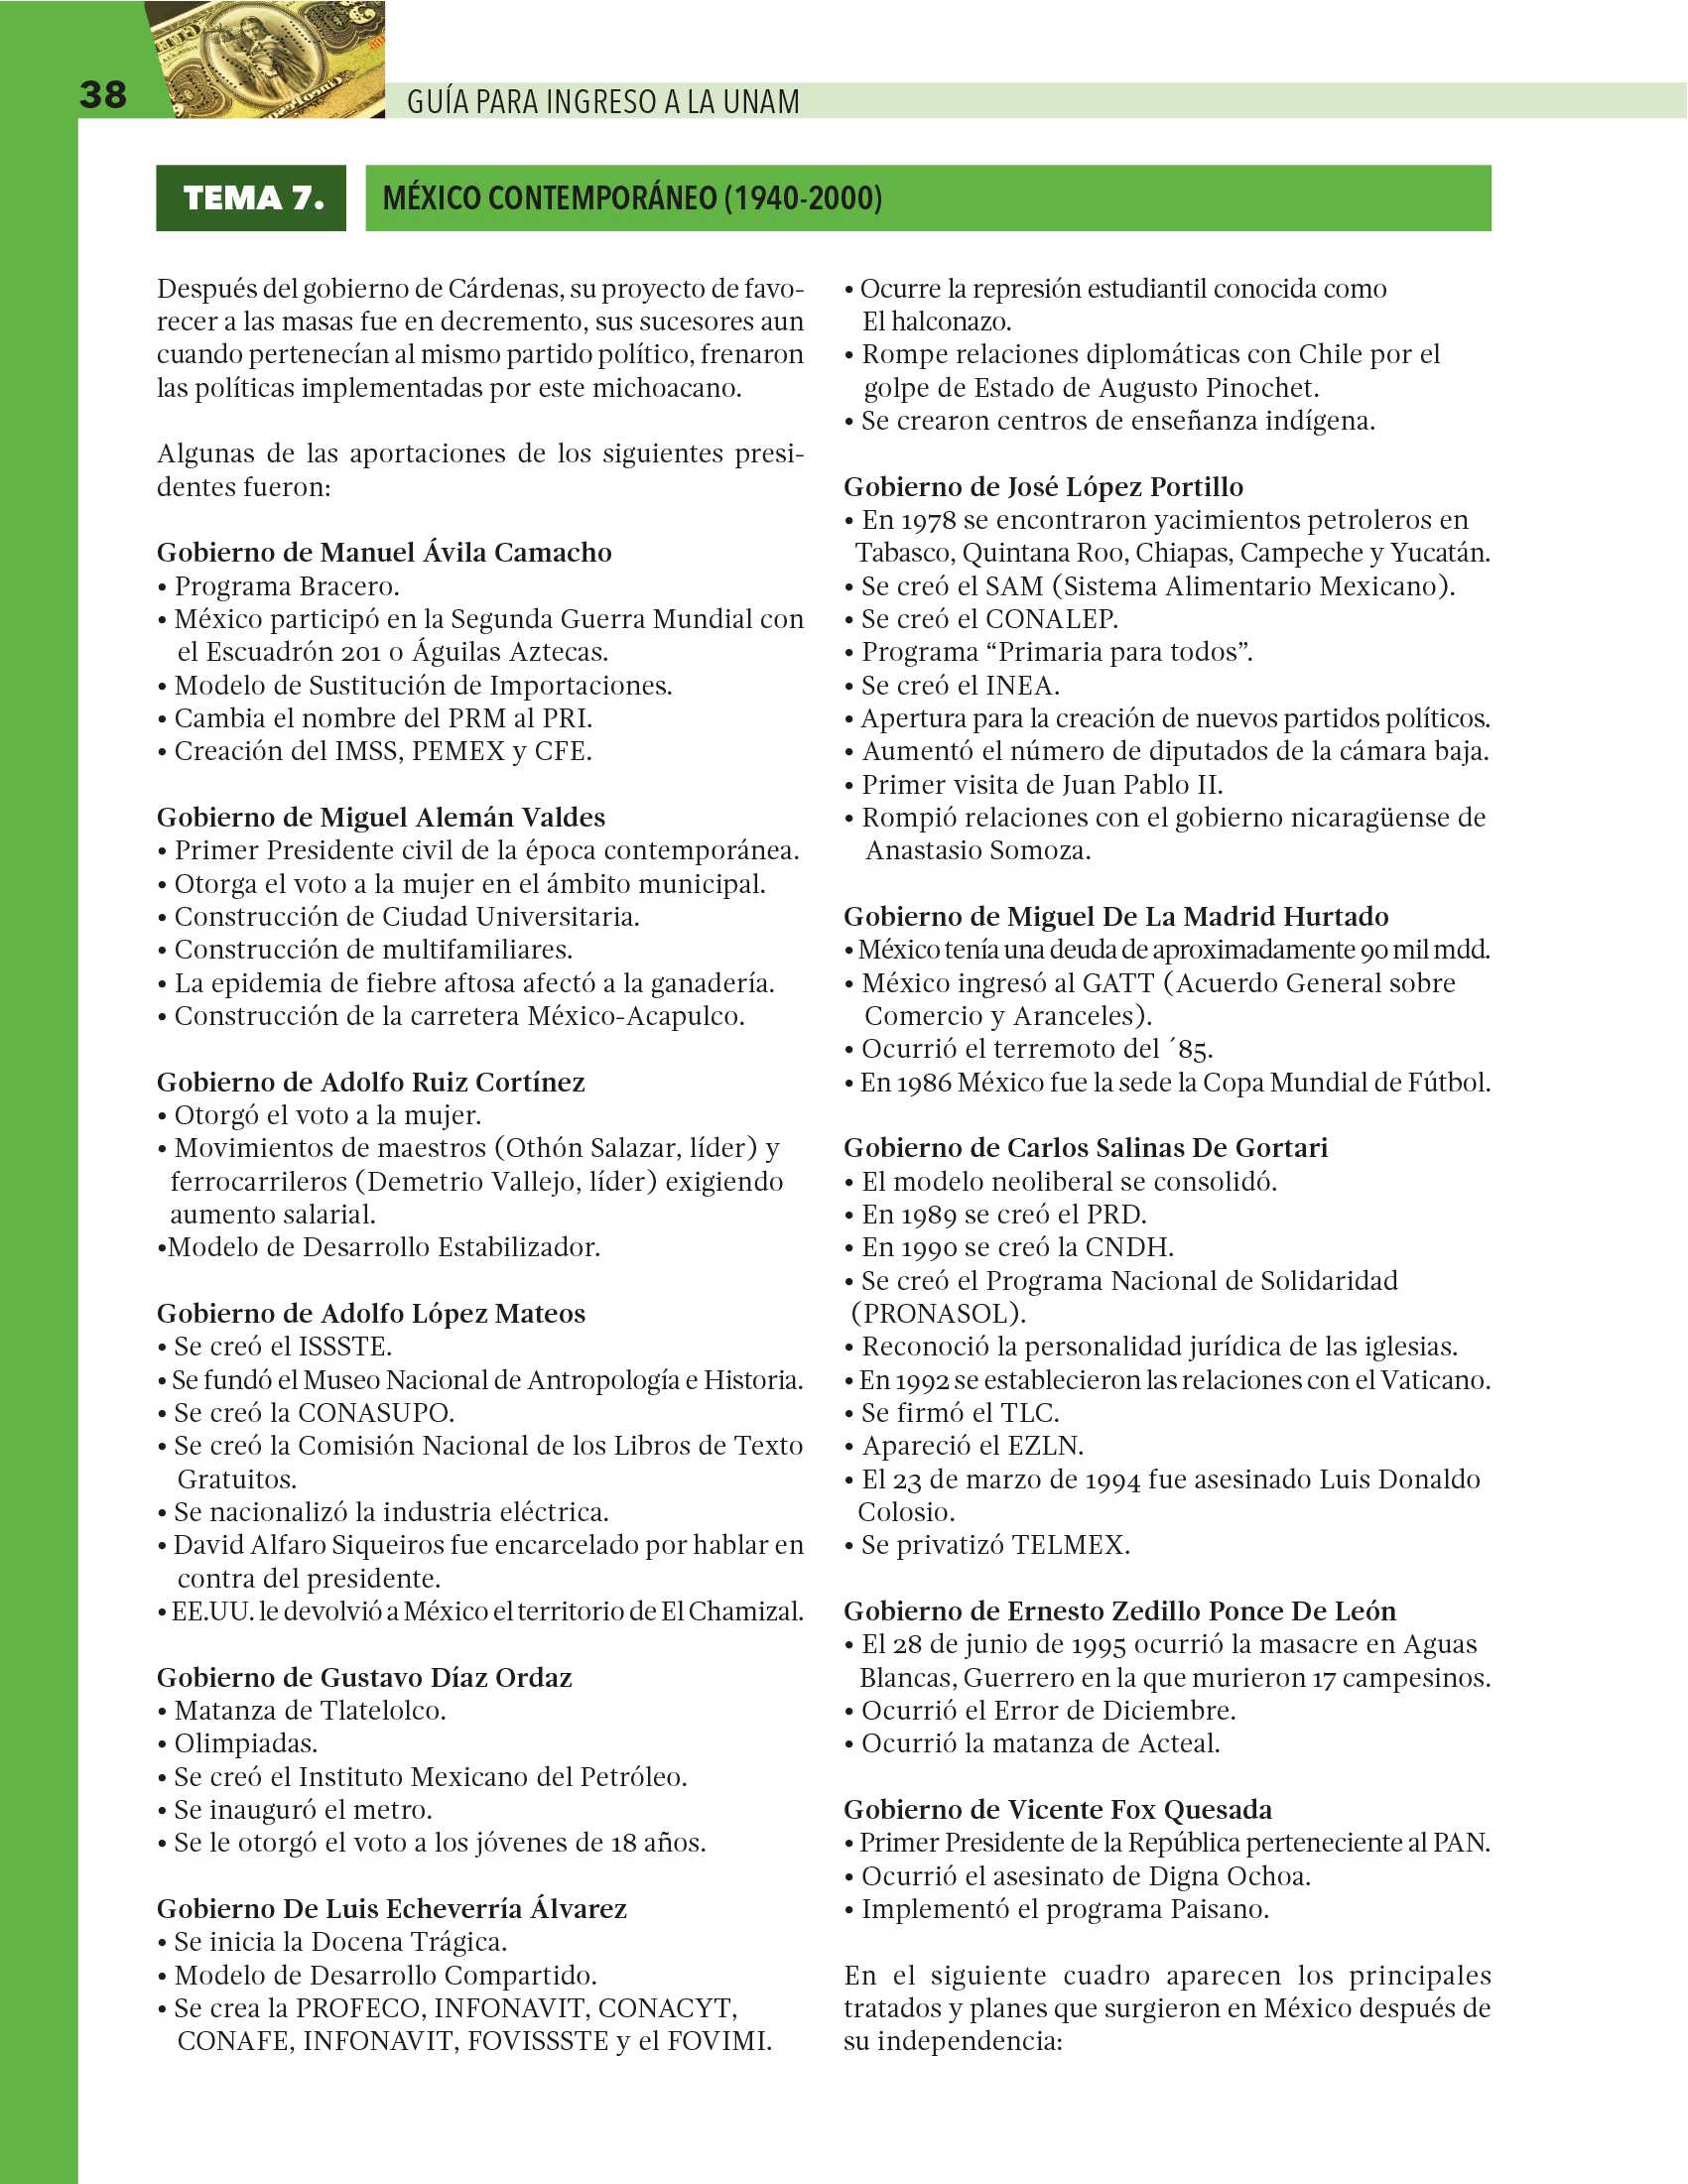 38
GUÍA PARA INGRESO A LA UNAM
TEMA 7.
MÉXICO CONTEMPORÁNEO (1940-2000)
Después del gobierno de Cárdenas, su proyecto de favo-
recer a las masas fue en decremento, sus sucesores aun
cuando pertenecían al mismo partido político, frenaron
las políticas implementadas por este michoacano.
Algunas de las aportaciones de los siguientes presi-
dentes fueron:
Gobierno de Manuel Ávila Camacho
• Programa Bracero.
• México participó en la Segunda Guerra Mundial con
el Escuadrón 201 o Águilas Aztecas.
• Modelo de Sustitución de Importaciones.
• Cambia el nombre del PRM al PRI.
• Creación del IMSS, PEMEX y CFE.
Gobierno de Miguel Alemán Valdes
• Primer Presidente civil de la época contemporánea.
• Otorga el voto a la mujer en el ámbito municipal.
• Construcción de Ciudad Universitaria.
• Construcción de multifamiliares.
• La epidemia de fiebre aftosa afectó a la ganadería.
• Construcción de la carretera México-Acapulco.
Gobierno de Adolfo Ruiz Cortínez
• Otorgó el voto a la mujer.
• Movimientos de maestros (Othón Salazar, líder) y
ferrocarrileros (Demetrio Vallejo, líder) exigiendo
aumento salarial.
•Modelo de Desarrollo Estabilizador.
Gobierno de Adolfo López Mateos
• Se creó el ISSSTE.
• Se fundó el Museo Nacional de Antropología e Historia.
• Se creó la CONASUPO.
• Se creó la Comisión Nacional de los Libros de Texto
Gratuitos.
• Se nacionalizó la industria eléctrica.
• David Alfaro Siqueiros fue encarcelado por hablar en
contra del presidente.
• EE.UU. le devolvió a México el territorio de El Chamizal.
Gobierno de Gustavo Díaz Ordaz
• Matanza de Tlatelolco.
• Olimpiadas.
• Se creó el Instituto Mexicano del Petróleo.
• Se inauguró el metro.
• Se le otorgó el voto a los jóvenes de 18 años.
Gobierno De Luis Echeverría Álvarez
• Se inicia la Docena Trágica.
• Modelo de Desarrollo Compartido.
• Se crea la PROFECO, INFONAVIT, CONACYT,
CONAFE, INFONAVIT, FOVISSSTE y el FOVIMI.
• Ocurre la represión estudiantil conocida como
El halconazo.
• Rompe relaciones diplomáticas con Chile por el
golpe de Estado de Augusto Pinochet.
• Se crearon centros de enseñanza indígena.
Gobierno de José López Portillo
• En 1978 se encontraron yacimientos petroleros en
Tabasco, Quintana Roo, Chiapas, Campeche y Yucatán.
• Se creó el SAM (Sistema Alimentario Mexicano).
• Se creó el CONALEP.
• Programa “Primaria para todos”.
• Se creó el INEA.
• Apertura para la creación de nuevos partidos políticos.
• Aumentó el número de diputados de la cámara baja.
• Primer visita de Juan Pablo II.
• Rompió relaciones con el gobierno nicaragüense de
Anastasio Somoza.
Gobierno de Miguel De La Madrid Hurtado
• México tenía una deuda de aproximadamente 90 mil mdd.
• México ingresó al GATT (Acuerdo General sobre
Comercio y Aranceles).
• Ocurrió el terremoto del ´85.
• En 1986 México fue la sede la Copa Mundial de Fútbol.
Gobierno de Carlos Salinas De Gortari
• El modelo neoliberal se consolidó.
• En 1989 se creó el PRD.
• En 1990 se creó la CNDH.
• Se creó el Programa Nacional de Solidaridad
(PRONASOL).
• Reconoció la personalidad jurídica de las iglesias.
• En 1992 se establecieron las relaciones con el Vaticano.
• Se firmó el TLC.
• Apareció el EZLN.
• El 23 de marzo de 1994 fue asesinado Luis Donaldo
Colosio.
• Se privatizó TELMEX.
Gobierno de Ernesto Zedillo Ponce De León
• El 28 de junio de 1995 ocurrió la masacre en Aguas
Blancas, Guerrero en la que murieron 17 campesinos.
• Ocurrió el Error de Diciembre.
• Ocurrió la matanza de Acteal.
Gobierno de Vicente Fox Quesada
• Primer Presidente de la República perteneciente al PAN.
• Ocurrió el asesinato de Digna Ochoa.
• Implementó el programa Paisano.
En el siguiente cuadro aparecen los principales
tratados y planes que surgieron en México después de
su independencia: